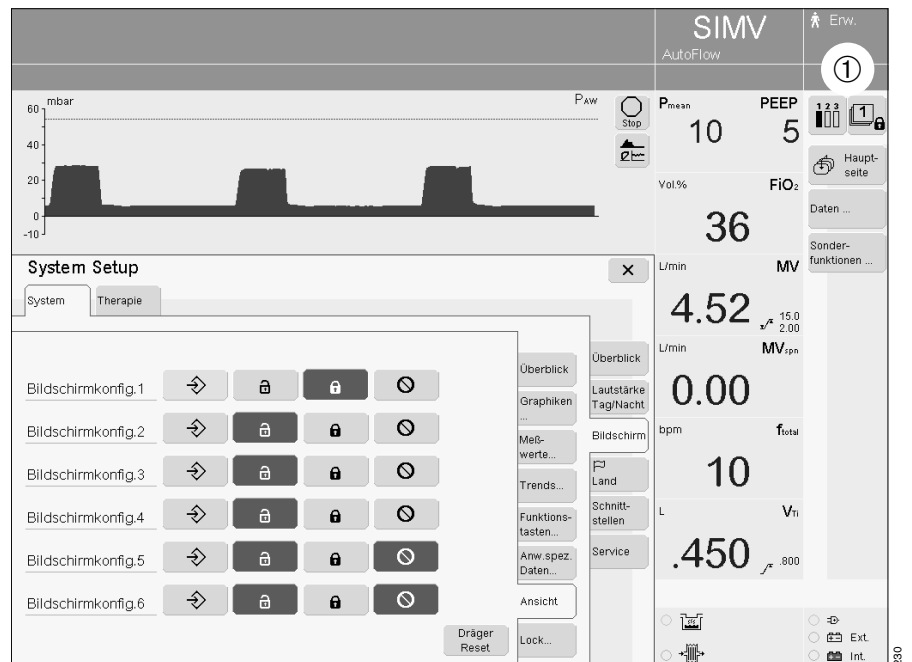 SIMV
AutoFlow
Erw.
①
mbar
PAW
60
40
20
0
-10
Stop
Pmean PEEP
10 5
Vol.% FiO2
36
L/min MV
4.52 15.0
2.00
L/min MVspn
0.00
bpm ftotal
10
L VTi
.450 .800
1 2 3
1
Haupt-
seite
Daten ...
Sonder-
funktionen ...
System Setup
×
System Therapie
Bildschirmkonfig.1
Bildschirmkonfig.2
Bildschirmkonfig.3
Bildschirmkonfig.4
Bildschirmkonfig.5
Bildschirmkonfig.6
Dräger
Reset
Überblick
Graphiken
...
Meß-
werte...
Trends...
Funktions-
tasten...
Anw.spez.
Daten...
Ansicht
Lock...
Überblick
Lautstärke
Tag/Nacht
Bildschirm
Land
Schnitt-
stellen
Service
Ext.
Int.